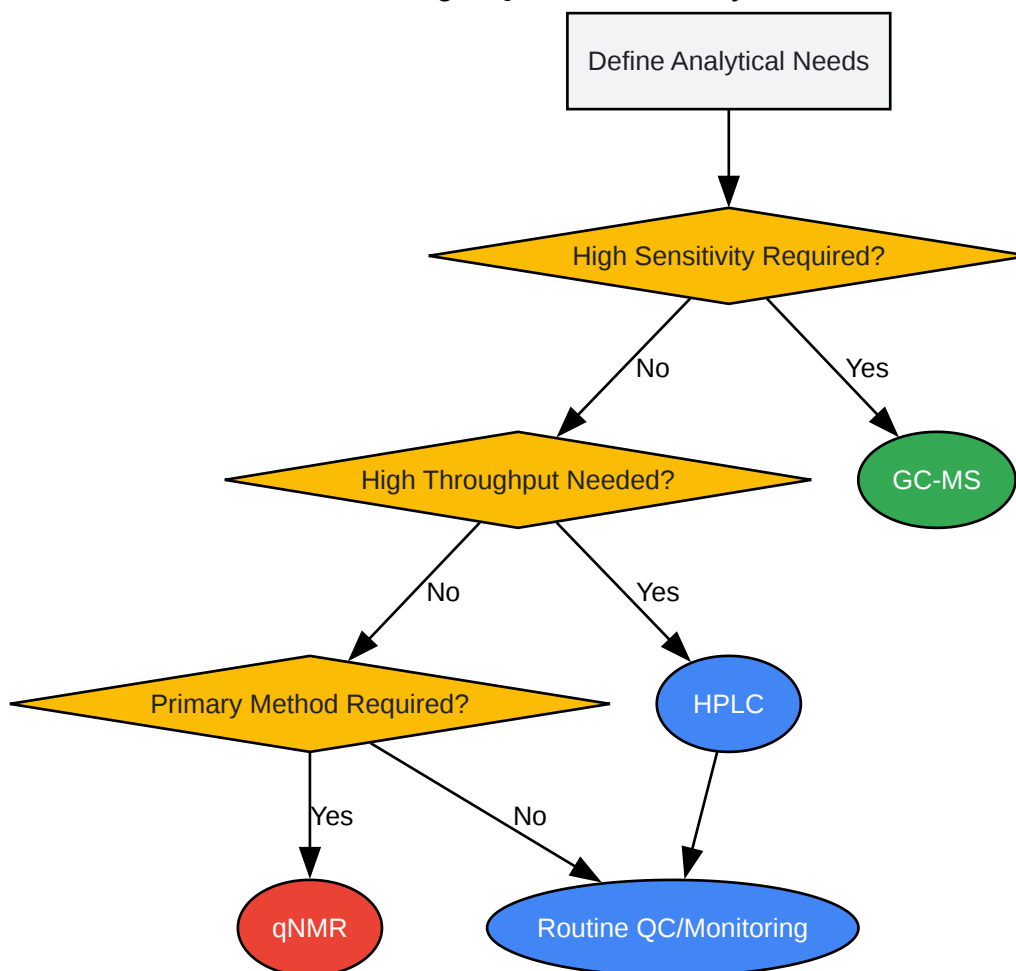 Define Analytical Needs
High Sensitivity Required?
No
Yes
High Throughput Needed?
GC-MS
No
Yes
Primary Method Required?
HPLC
Yes
No
qNMR
Routine QC/Monitoring